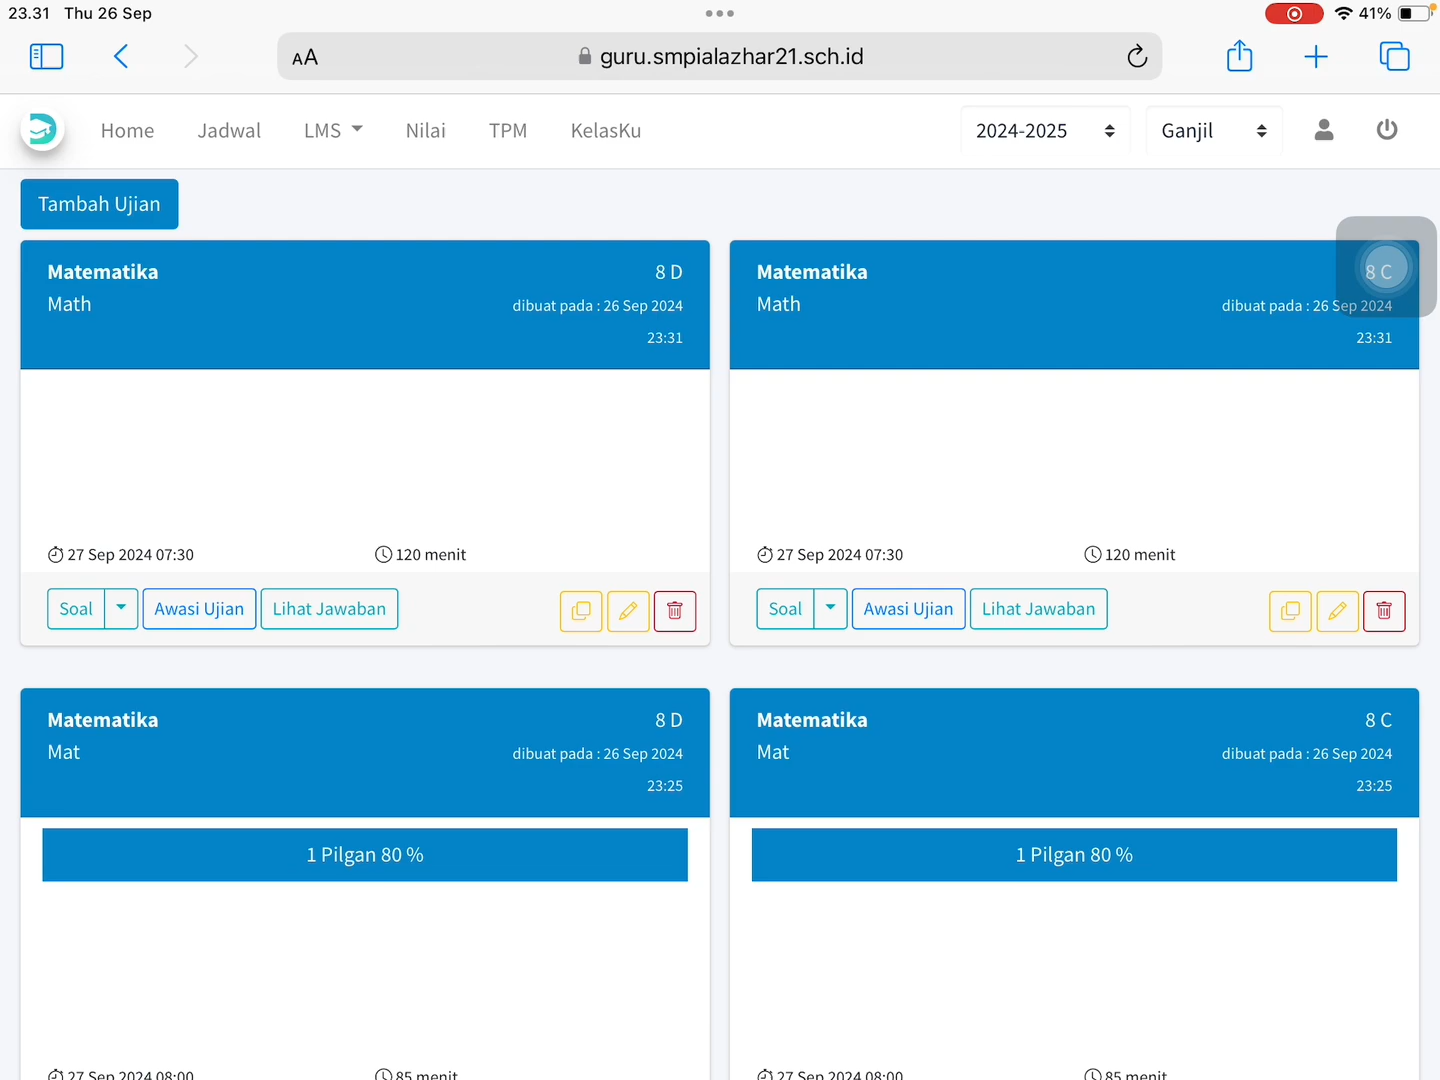 23.31 Thu 26 Sep
41%
AA
guru.smpialazhar21.sch.id
Home Jadwal LMS Nilai TPM KelasKu
2024-2025 Ganjil
Tambah Ujian
Matematika 8 D
Math dibuat pada : 26 Sep 2024
23:31
27 Sep 2024 07:30 120 menit
Soal Awasi Ujian Lihat Jawaban
Matematika 8 C
Math dibuat pada : 26 Sep 2024
23:31
27 Sep 2024 07:30 120 menit
Soal Awasi Ujian Lihat Jawaban
Matematika 8 D
Mat dibuat pada : 26 Sep 2024
23:25
1 Pilgan 80 %
27 Sep 2024 08:00 85 menit
Matematika 8 C
Mat dibuat pada : 26 Sep 2024
23:25
1 Pilgan 80 %
27 Sep 2024 08:00 85 menit